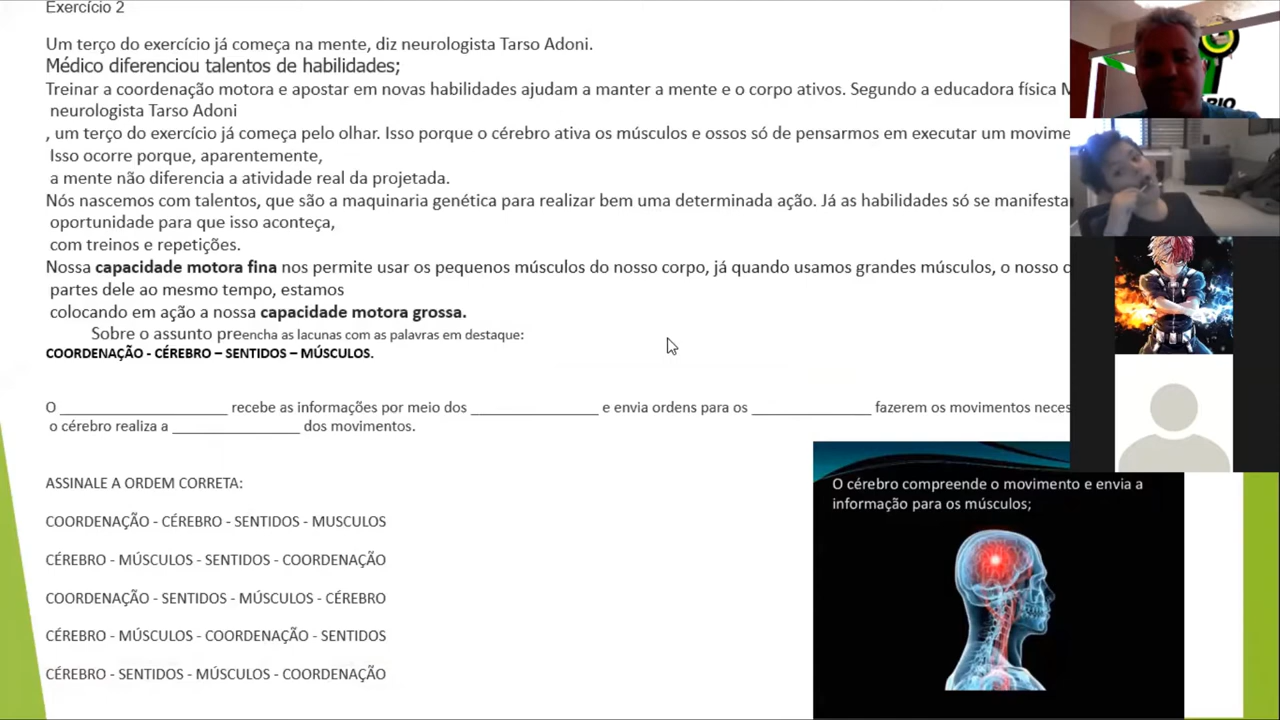 Exercício 2
Um terço do exercício já começa na mente, diz neurologista Tarso Adoni.
Médico diferenciou talentos de habilidades;
Treinar a coordenação motora e apostar em novas habilidades ajudam a manter a mente e o corpo ativos. Segundo a educadora física
neurologista Tarso Adoni
, um terço do exercício já começa pelo olhar. Isso porque o cérebro ativa os músculos e ossos só de pensarmos em executar um
Isso ocorre porque, aparentemente,
a mente não diferencia a atividade real da projetada.
Nós nascemos com talentos, que são a maquinaria genética para realizar bem uma determinada ação. Já as habilidades só se
oportunidade para que isso aconteça,
com treinos e repetições.
Nossa capacidade motora fina nos permite usar os pequenos músculos do nosso corpo, já quando usamos grandes músculos, o nosso
partes dele ao mesmo tempo, estamos
colocando em ação a nossa capacidade motora grossa.
Sobre o assunto preencha as lacunas com as palavras em destaque:
COORDENAÇÃO - CÉREBRO – SENTIDOS – MÚSCULOS.
O ____________________ recebe as informações por meio dos _______________ e envia ordens para os ______________ fazerem os movimentos
o cérebro realiza a _______________ dos movimentos.
ASSINALE A ORDEM CORRETA:
COORDENAÇÃO - CÉREBRO - SENTIDOS - MUSCULOS
CÉREBRO - MÚSCULOS - SENTIDOS - COORDENAÇÃO
COORDENAÇÃO - SENTIDOS - MÚSCULOS - CÉREBRO
CÉREBRO - MÚSCULOS - COORDENAÇÃO - SENTIDOS
CÉREBRO - SENTIDOS - MÚSCULOS - COORDENAÇÃO
O cérebro compreende o movimento e envia a
informação para os músculos;